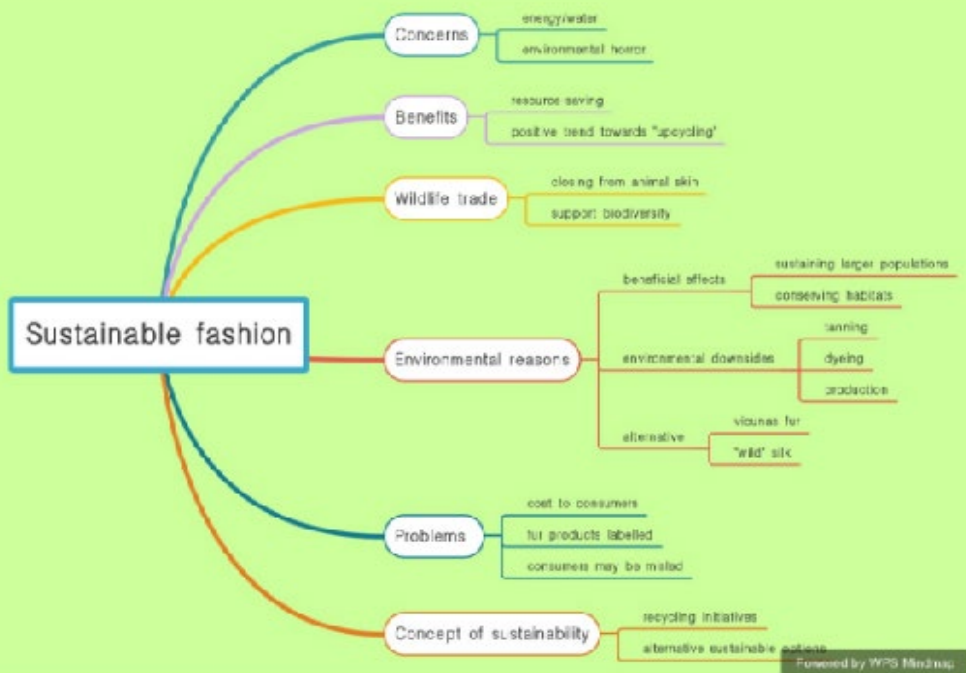 Concerns
energy/water
environmental horror
Benefits
resource saving
positive trend towards "upcycling"
Wildlife trade
closing from animal skin
support biodiversity
Sustainable fashion
Environmental reasons
beneficial effects
sustaining larger populations
conserving habitats
environmental downsides
tanning
dyeing
production
alternative
vicunas fur
"wild" silk
Problems
cost to consumers
fur products labelled
consumers may be misled
Concept of sustainability
recycling initiatives
alternative sustainable options
Powered by WPS Mindmap